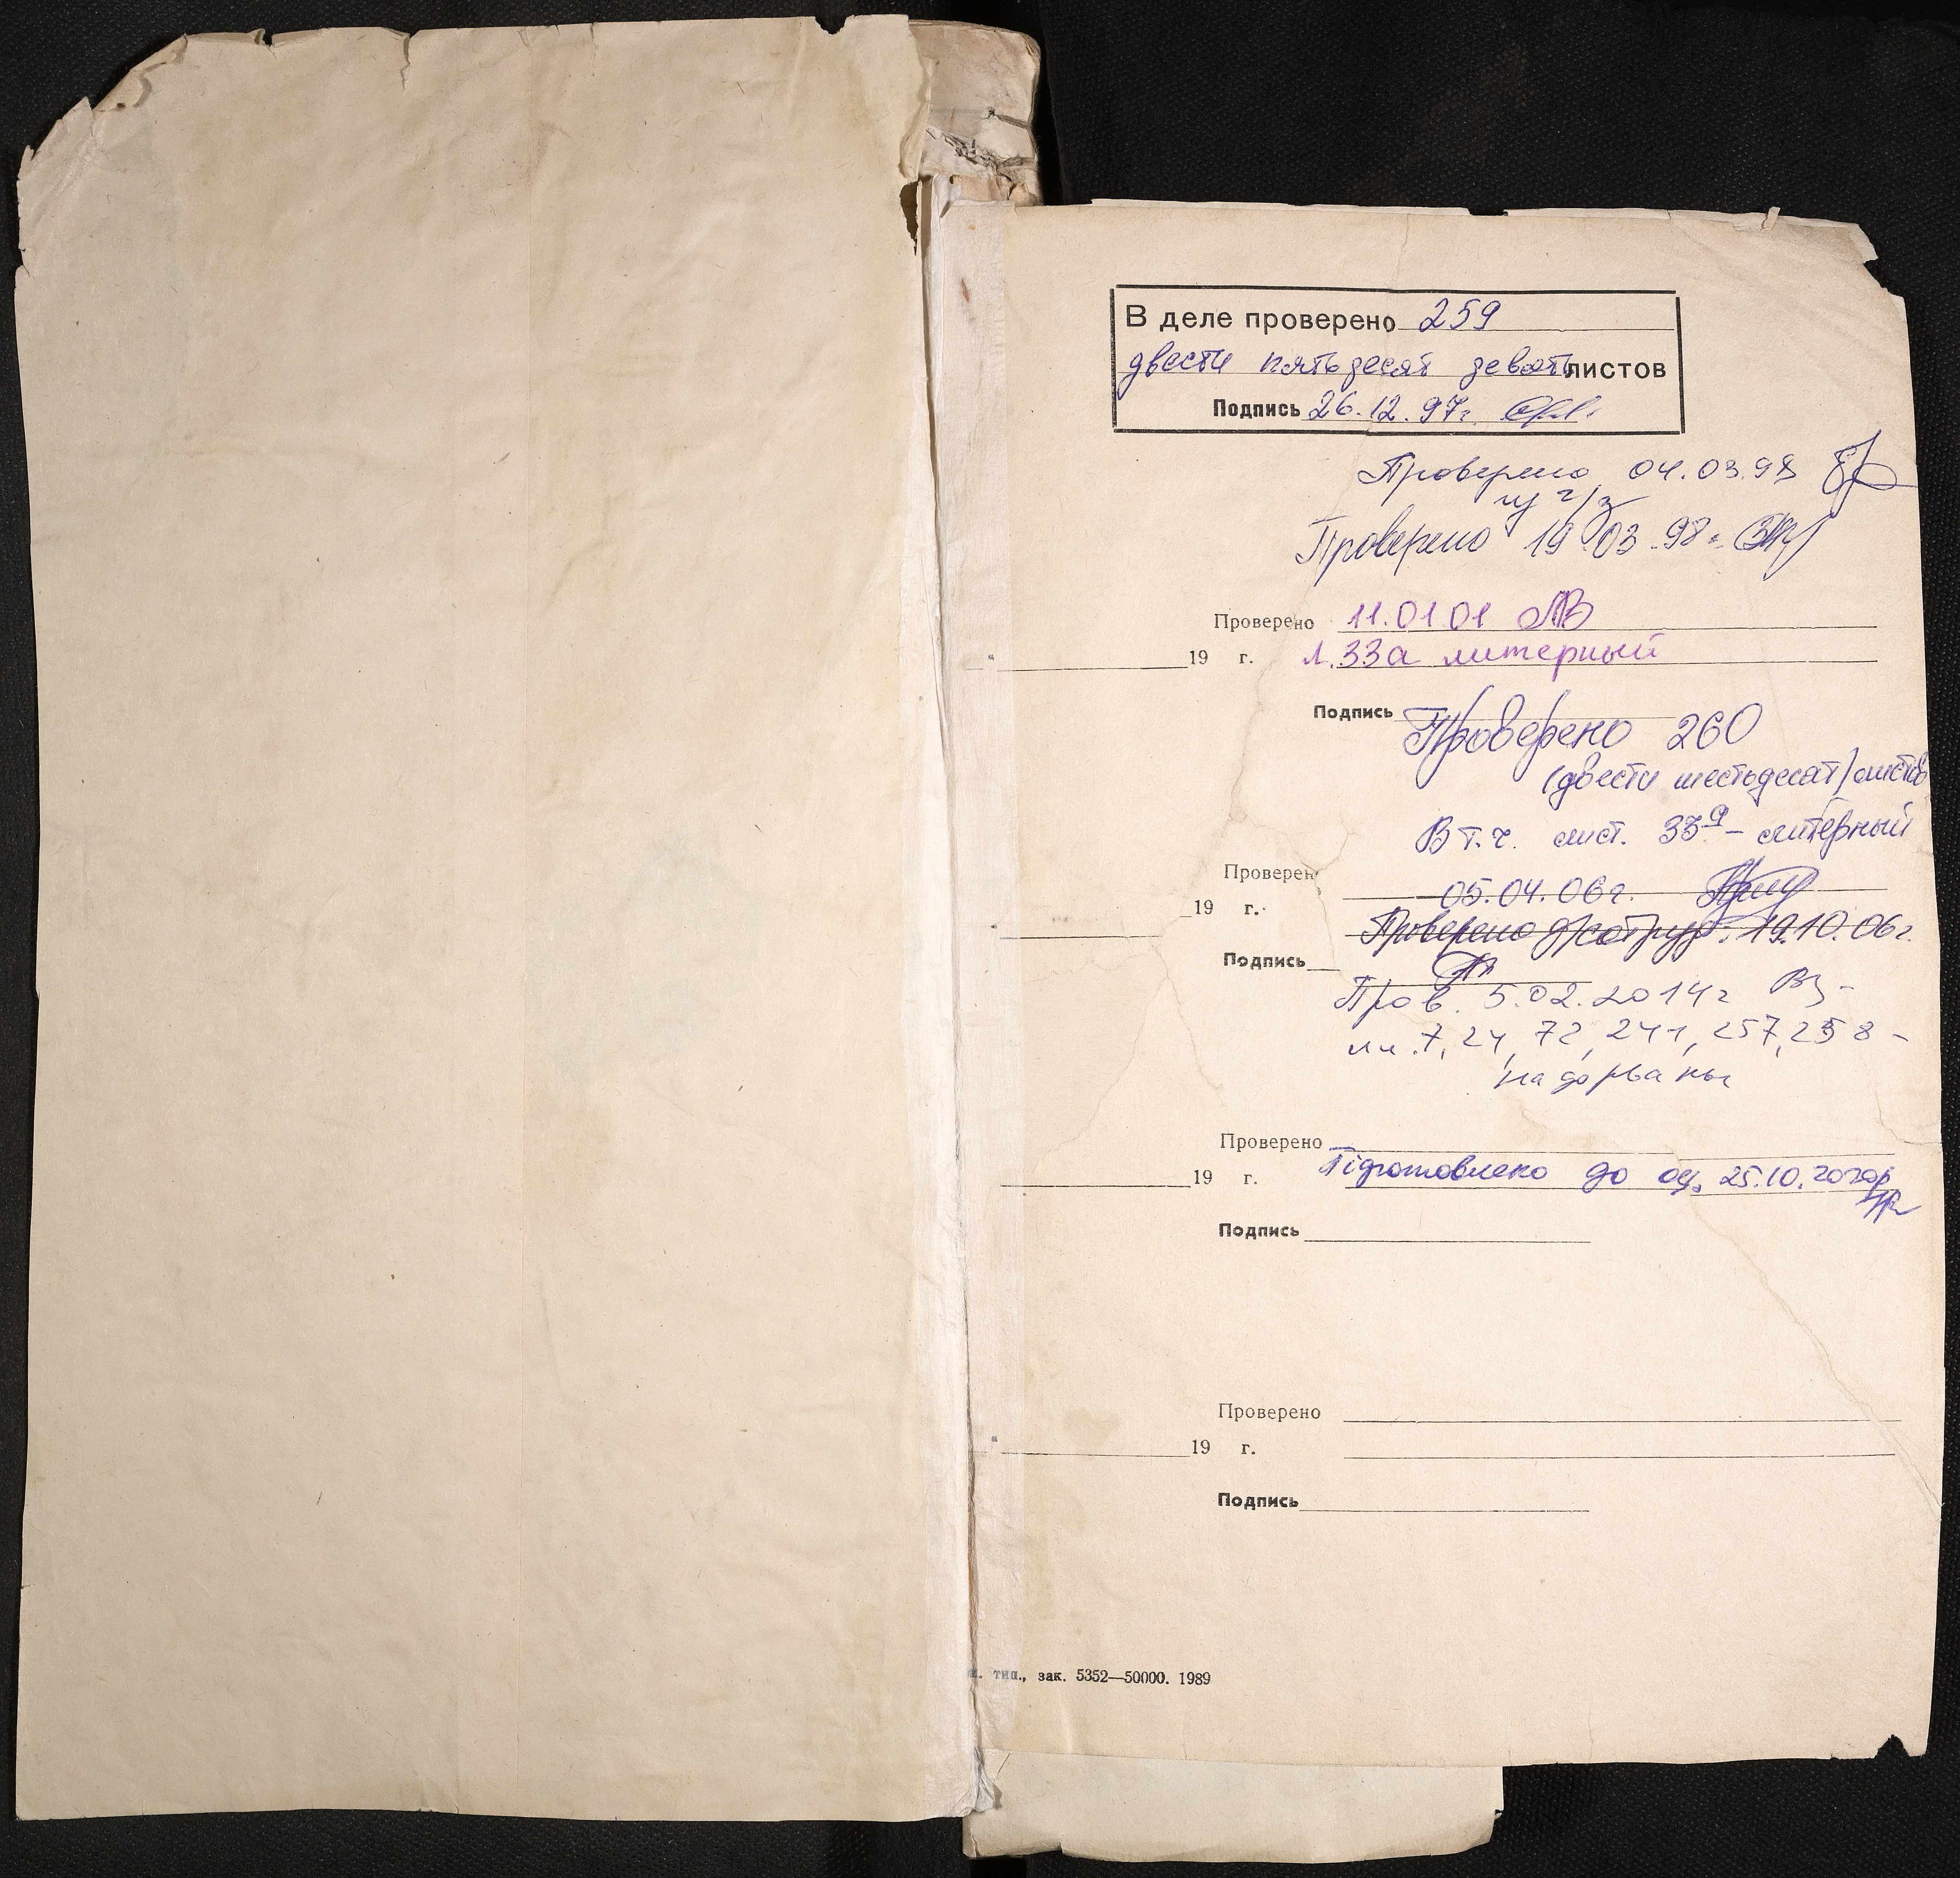 В деле проверено 259
двести пятьдесят девять листов
Подпись 26.12.97г.
Проверено 04.03.98
Проверено 19.03.98г.
Проверено 11.01.01
19 г. л. 33а литерный
Подпись
Проверено 260
(двести шестьдесят) листов
В т.ч. лист. 33а – литерный
Проверено
05.04.06г.
19 г.
Проверено 19.10.06г.
Подпись
Пров. 5.02.2014г
лл. 7, 24, 72, 241, 257, 258 –
надорваны
Проверено
19 г. Підготовлено до оц. 25.10.2020р
Подпись
Проверено
19 г.
Подпись
тип., зак. 5352—50000. 1989